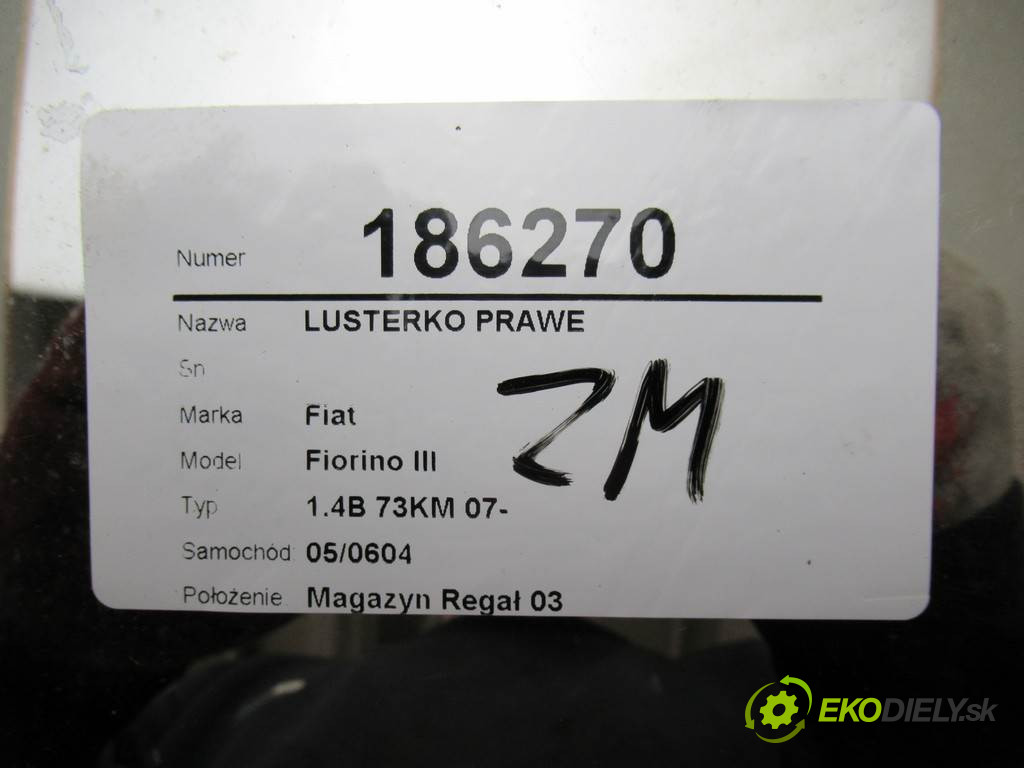 Numer 186270
Nazwa LUSTERKO PRAWE
Sn
Marka Fiat
Model Fiorino III
Typ 1.4B 73KM 07-
Samochód 05/0604
Położenie Magazyn Regał 03
ZM
EKODIELY.sk